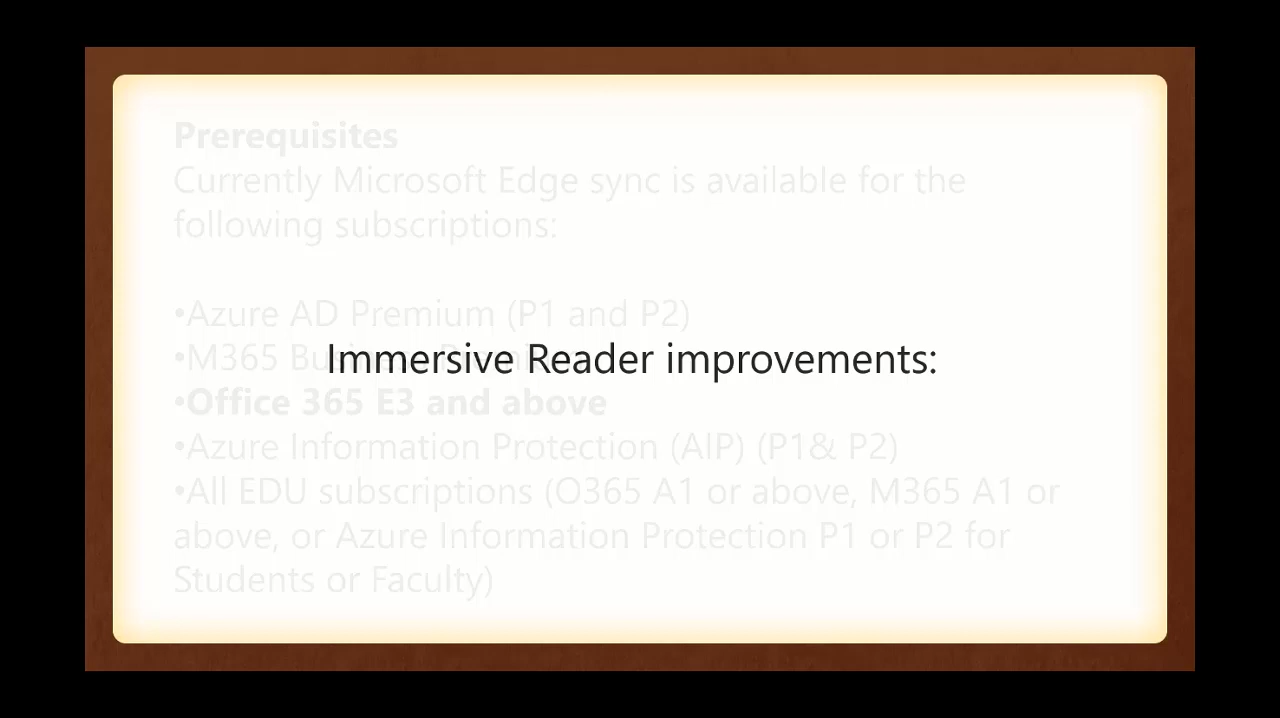 Prerequisites
Currently Microsoft Edge sync is available for the
following subscriptions:
•Azure AD Premium (P1 and P2)
•M365 Business Premium
Immersive Reader improvements:
•Office 365 E3 and above
•Azure Information Protection (AIP) (P1& P2)
•All EDU subscriptions (O365 A1 or above, M365 A1 or
above, or Azure Information Protection P1 or P2 for
Students or Faculty)